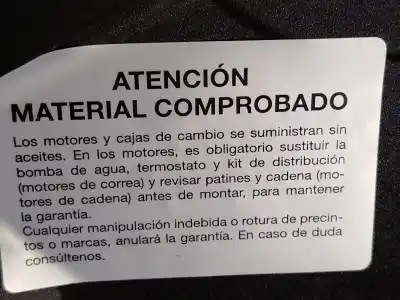 ATENCIÓN
MATERIAL COMPROBADO
Los motores y cajas de cambio se suministran sin
aceites. En los motores, es obligatorio sustituir la
bomba de agua, termostato y kit de distribución
(motores de correa) y revisar patines y cadena (mo-
tores de cadena) antes de montar, para mantener
la garantía.
Cualquier manipulación indebida o rotura de precin-
tos o marcas, anulará la garantía. En caso de duda
consúltenos.